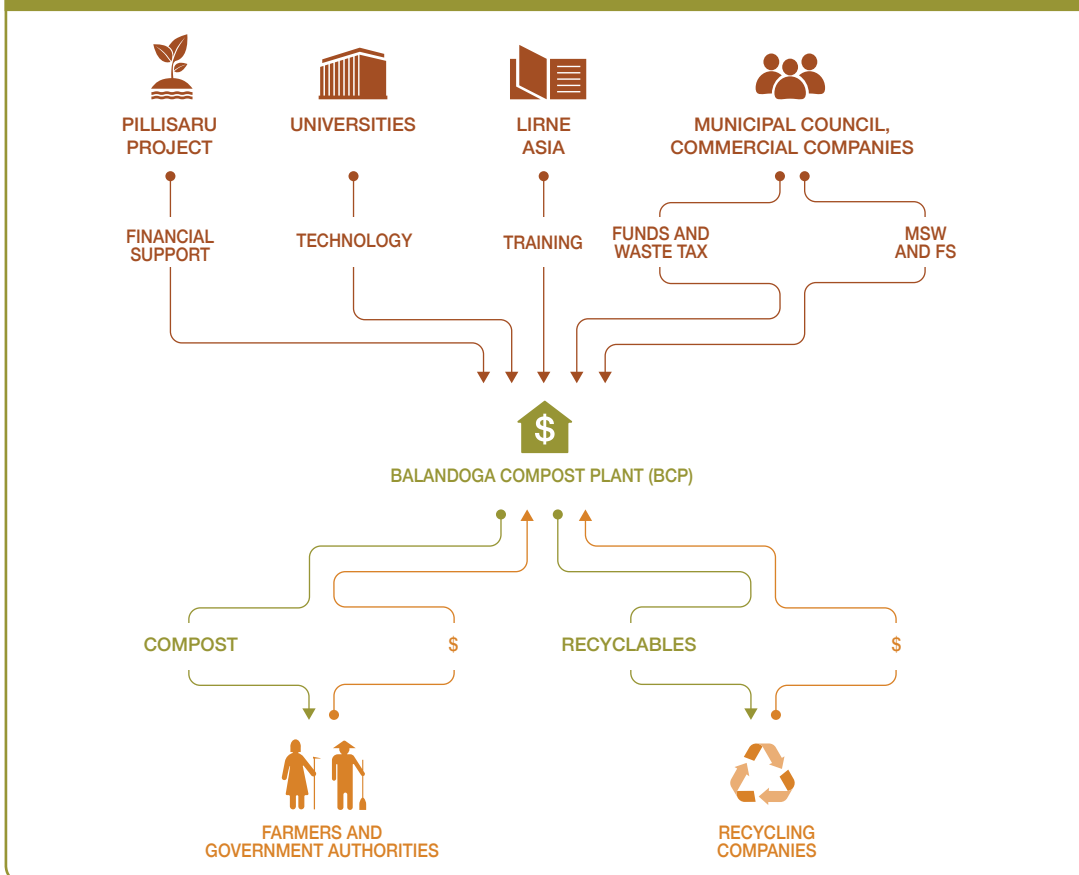 PILLISARU
PROJECT
UNIVERSITIES
LIRNE
ASIA
MUNICIPAL COUNCIL,
COMMERCIAL COMPANIES
FINANCIAL
SUPPORT
TECHNOLOGY
TRAINING
FUNDS AND
WASTE TAX
MSW
AND FS
$
BALANDOGA COMPOST PLANT (BCP)
COMPOST
$
RECYCLABLES
$
FARMERS AND
GOVERNMENT AUTHORITIES
RECYCLING
COMPANIES